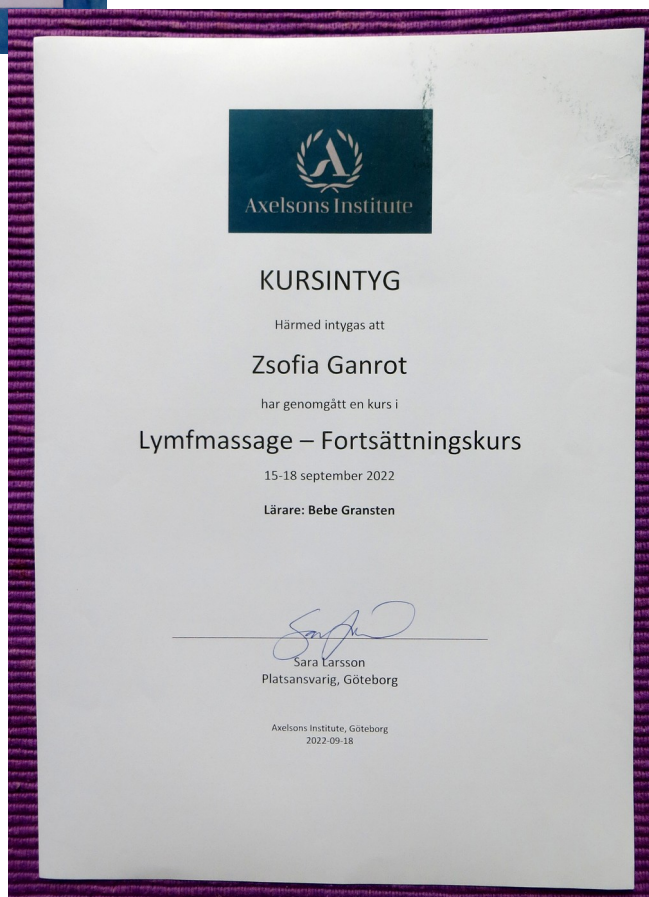 Axelsons Institute
KURSINTYG
Härmed intygas att
Zsofia Ganrot
har genomgått en kurs i
Lymfmassage – Fortsättningskurs
15-18 september 2022
Lärare: Bebe Gransten
Sara Larsson
Platsansvarig, Göteborg
Axelsons Institute, Göteborg
2022-09-18